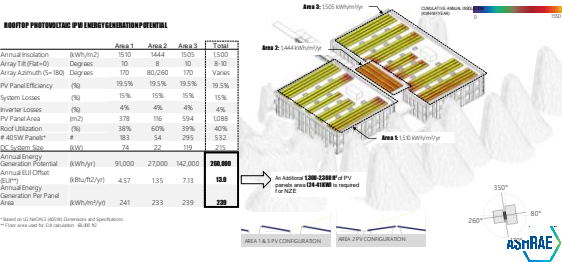 ROOFTOP PHOTOVOLTAIC (PV) ENERGY GENERATION POTENTIAL
Area 1 Area 2 Area 3 Total
Annual Insolation (kWh/m2) 1510 1444 1505 1,500
Array Tilt (Flat=0) Degrees 10 8 10 8-10
Array Azimuth (S=180) Degrees 170 80/260 170 Varies
PV Panel Efficiency (%) 19.5% 19.5% 19.5% 19.5%
System Losses (%) 15% 15% 15% 15%
Inverter Losses (%) 4% 4% 4% 4%
PV Panel Area (m2) 378 116 594 1,088
Roof Utilization (%) 38% 60% 39% 40%
# 405W Panels* # 183 54 295 532
DC System Size (kW) 74 22 119 215
Annual Energy
Generation Potential (kWh/yr) 91,000 27,000 142,000 260,000
Annual EUI Offset
(EUI**) (kBtu/ft2/yr) 4.57 1.35 7.13 13.0
Annual Energy
Generation Per Panel
Area (kWh/yr/m2) 241 233 239 239
* Based on LG NeON 2 (405W) Dimensions and Specifications
** Floor area used for EUI calculation: 68,000 ft2
An Additional 1,300-2300 ft² of PV
panels area (24-41KW) is required
for NZE
Area 3: 1,505 kWh/m²/yr
Area 2: 1,444 kWh/m²/yr
Area 1: 1,510 kWh/m²/yr
CUMULATIVE ANNUAL
(KWH/M2/YEAR)
0 1550
AREA 1 & 3 PV CONFIGURATION
AREA 2 PV CONFIGURATION
350°
80°
260°
170°
ASHRAE